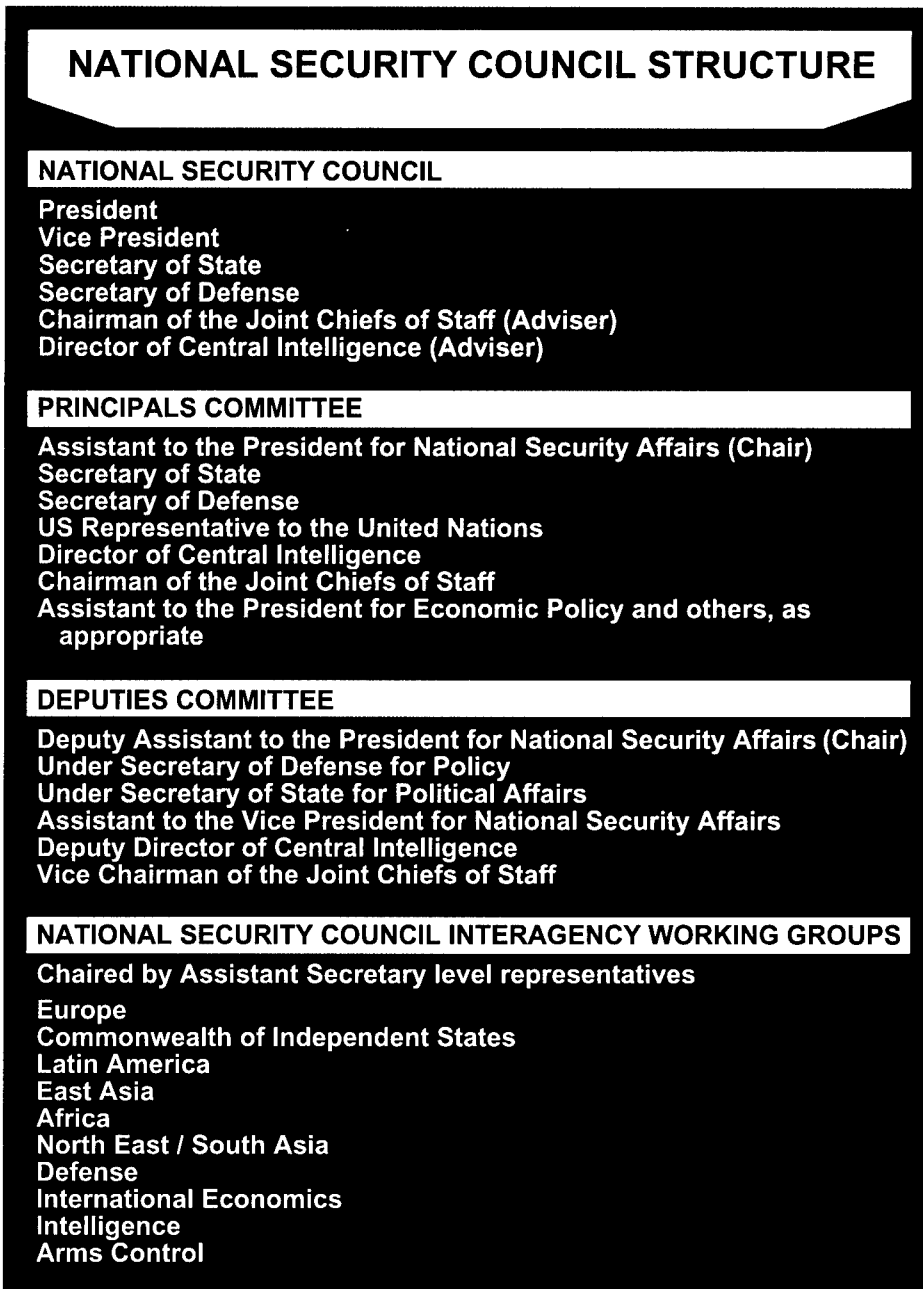 NATIONAL SECURITY COUNCIL STRUCTURE
NATIONAL SECURITY COUNCIL
President
Vice President
Secretary of State
Secretary of Defense
Chairman of the Joint Chiefs of Staff (Adviser)
Director of Central Intelligence (Adviser)
PRINCIPALS COMMITTEE
Assistant to the President for National Security Affairs (Chair)
Secretary of State
Secretary of Defense
US Representative to the United Nations
Director of Central Intelligence
Chairman of the Joint Chiefs of Staff
Assistant to the President for Economic Policy and others, as
appropriate
DEPUTIES COMMITTEE
Deputy Assistant to the President for National Security Affairs (Chair)
Under Secretary of Defense for Policy
Under Secretary of State for Political Affairs
Assistant to the Vice President for National Security Affairs
Deputy Director of Central Intelligence
Vice Chairman of the Joint Chiefs of Staff
NATIONAL SECURITY COUNCIL INTERAGENCY WORKING GROUPS
Chaired by Assistant Secretary level representatives
Europe
Commonwealth of Independent States
Latin America
East Asia
Africa
North East / South Asia
Defense
International Economics
Intelligence
Arms Control